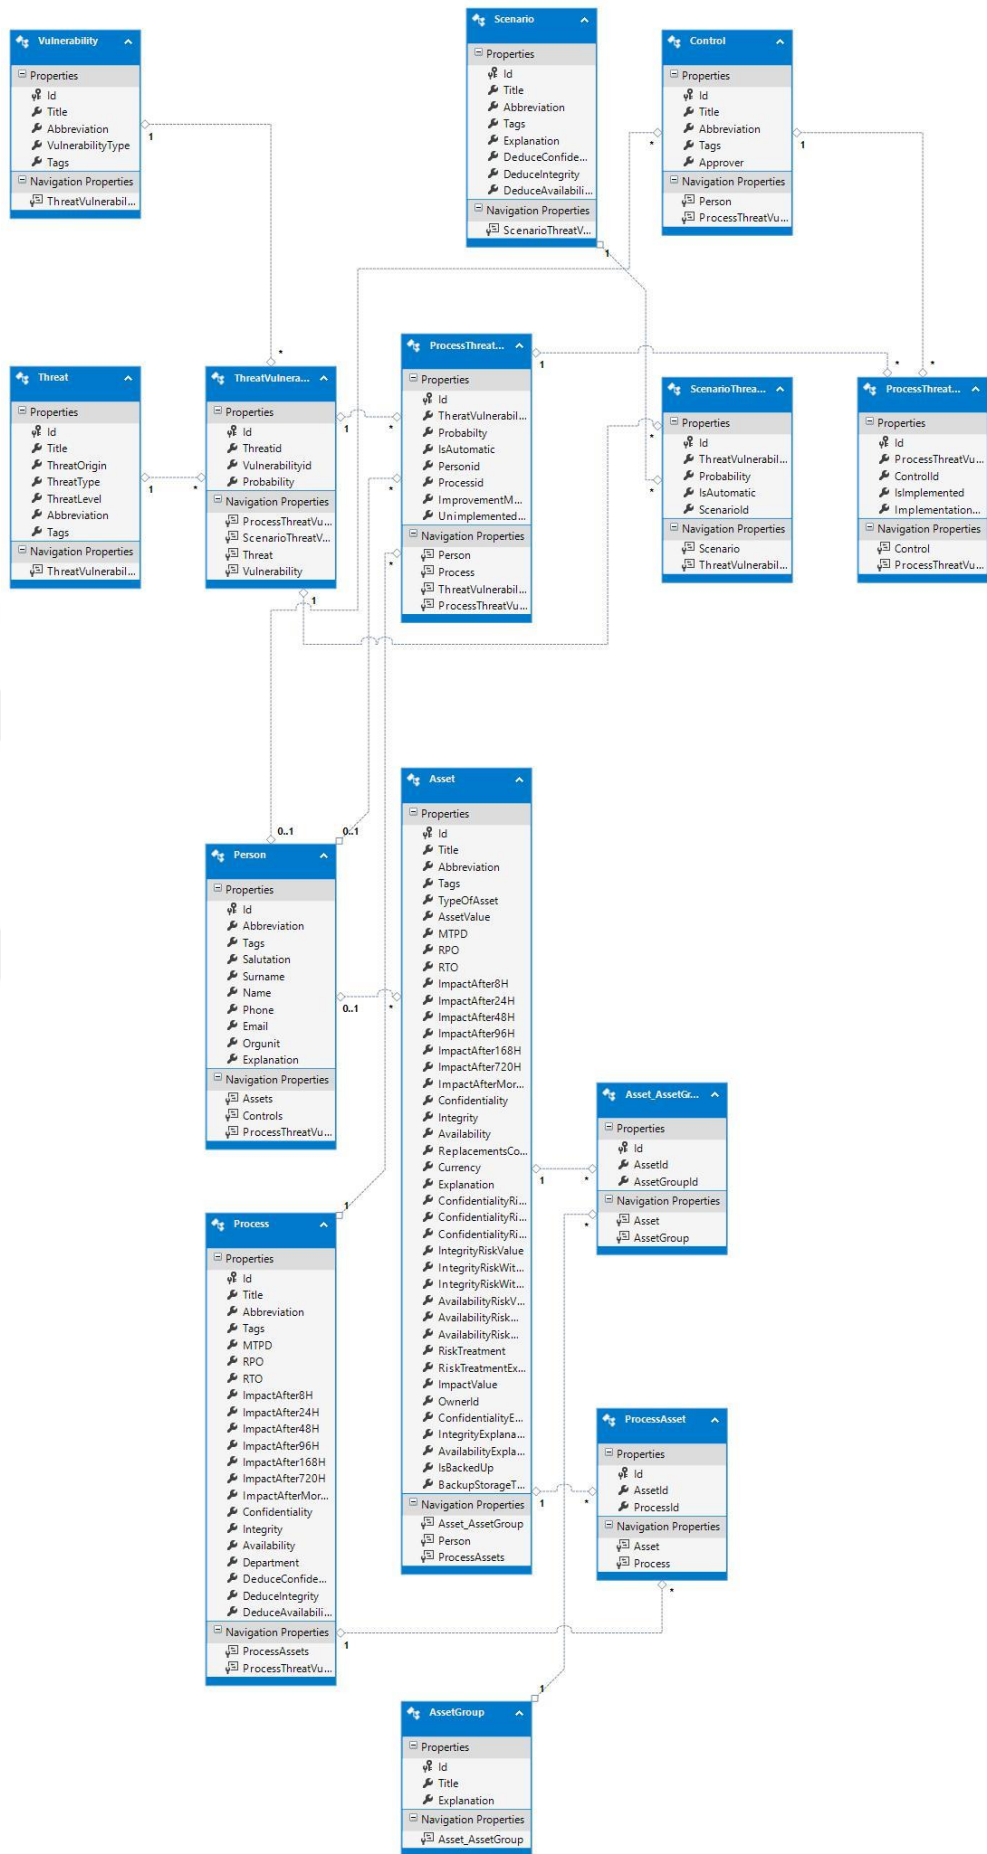 Vulnerability
Properties
Id
Title
Abbreviation
VulnerabilityType
Tags
Navigation Properties
ThreatVulnerabil...
1
*
Scenario
Properties
Id
Title
Abbreviation
Tags
Explanation
DeduceConfide...
DeduceIntegrity
DeduceAvailabili...
Navigation Properties
ScenarioThreatV...
1
*
Control
Properties
Id
Title
Abbreviation
Tags
Approver
Navigation Properties
Person
ProcessThreatVu...
*
1
*
Threat
Properties
Id
Title
ThreatOrigin
ThreatType
ThreatLevel
Abbreviation
Tags
Navigation Properties
ThreatVulnerabil...
1
*
ThreatVulnera...
Properties
Id
Threatid
Vulnerabilityid
Probability
Navigation Properties
ProcessThreatVu...
ScenarioThreatV...
Threat
Vulnerability
1
*
1
ProcessThreat...
Properties
Id
TheratVulnerabil...
Probabilty
IsAutomatic
Personid
Processid
ImprovementM...
Unimplemented...
Navigation Properties
Person
Process
ThreatVulnerabil...
ProcessThreatVu...
1
*
*
*
ScenarioThrea...
Properties
Id
ThreatVulnerabil...
Probability
IsAutomatic
ScenarioId
Navigation Properties
Scenario
ThreatVulnerabil...
*
ProcessThreat...
Properties
Id
ProcessThreatVu...
ControlId
IsImplemented
Implementation...
Navigation Properties
Control
ProcessThreatVu...
0..1
0..1
Person
Properties
Id
Abbreviation
Tags
Salutation
Surname
Name
Phone
Email
Orgunit
Explanation
Navigation Properties
Assets
Controls
ProcessThreatVu...
0..1
*
Asset
Properties
Id
Title
Abbreviation
Tags
TypeOfAsset
AssetValue
MTPD
RPO
RTO
ImpactAfter8H
ImpactAfter24H
ImpactAfter48H
ImpactAfter96H
ImpactAfter168H
ImpactAfter720H
ImpactAfterMor...
Confidentiality
Integrity
Availability
ReplacementsCo...
Currency
Explanation
ConfidentialityRi...
ConfidentialityRi...
ConfidentialityRi...
IntegrityRiskValue
IntegrityRiskWit...
IntegrityRiskWit...
AvailabilityRiskV...
AvailabilityRisk...
AvailabilityRisk...
RiskTreatment
RiskTreatmentEx...
ImpactValue
OwnerId
ConfidentialityE...
IntegrityExplana...
AvailabilityExpla...
IsBackedUp
BackupStorageT...
Navigation Properties
Asset_AssetGroup
Person
ProcessAssets
1
*
1
*
Asset_AssetGr...
Properties
Id
AssetId
AssetGroupId
Navigation Properties
Asset
AssetGroup
*
1
Process
Properties
Id
Title
Abbreviation
Tags
MTPD
RPO
RTO
ImpactAfter8H
ImpactAfter24H
ImpactAfter48H
ImpactAfter96H
ImpactAfter168H
ImpactAfter720H
ImpactAfterMor...
Confidentiality
Integrity
Availability
Department
DeduceConfide...
DeduceIntegrity
DeduceAvailabili...
Navigation Properties
ProcessAssets
ProcessThreatVu...
1
ProcessAsset
Properties
Id
AssetId
ProcessId
Navigation Properties
Asset
Process
*
1
AssetGroup
Properties
Id
Title
Explanation
Navigation Properties
Asset_AssetGroup